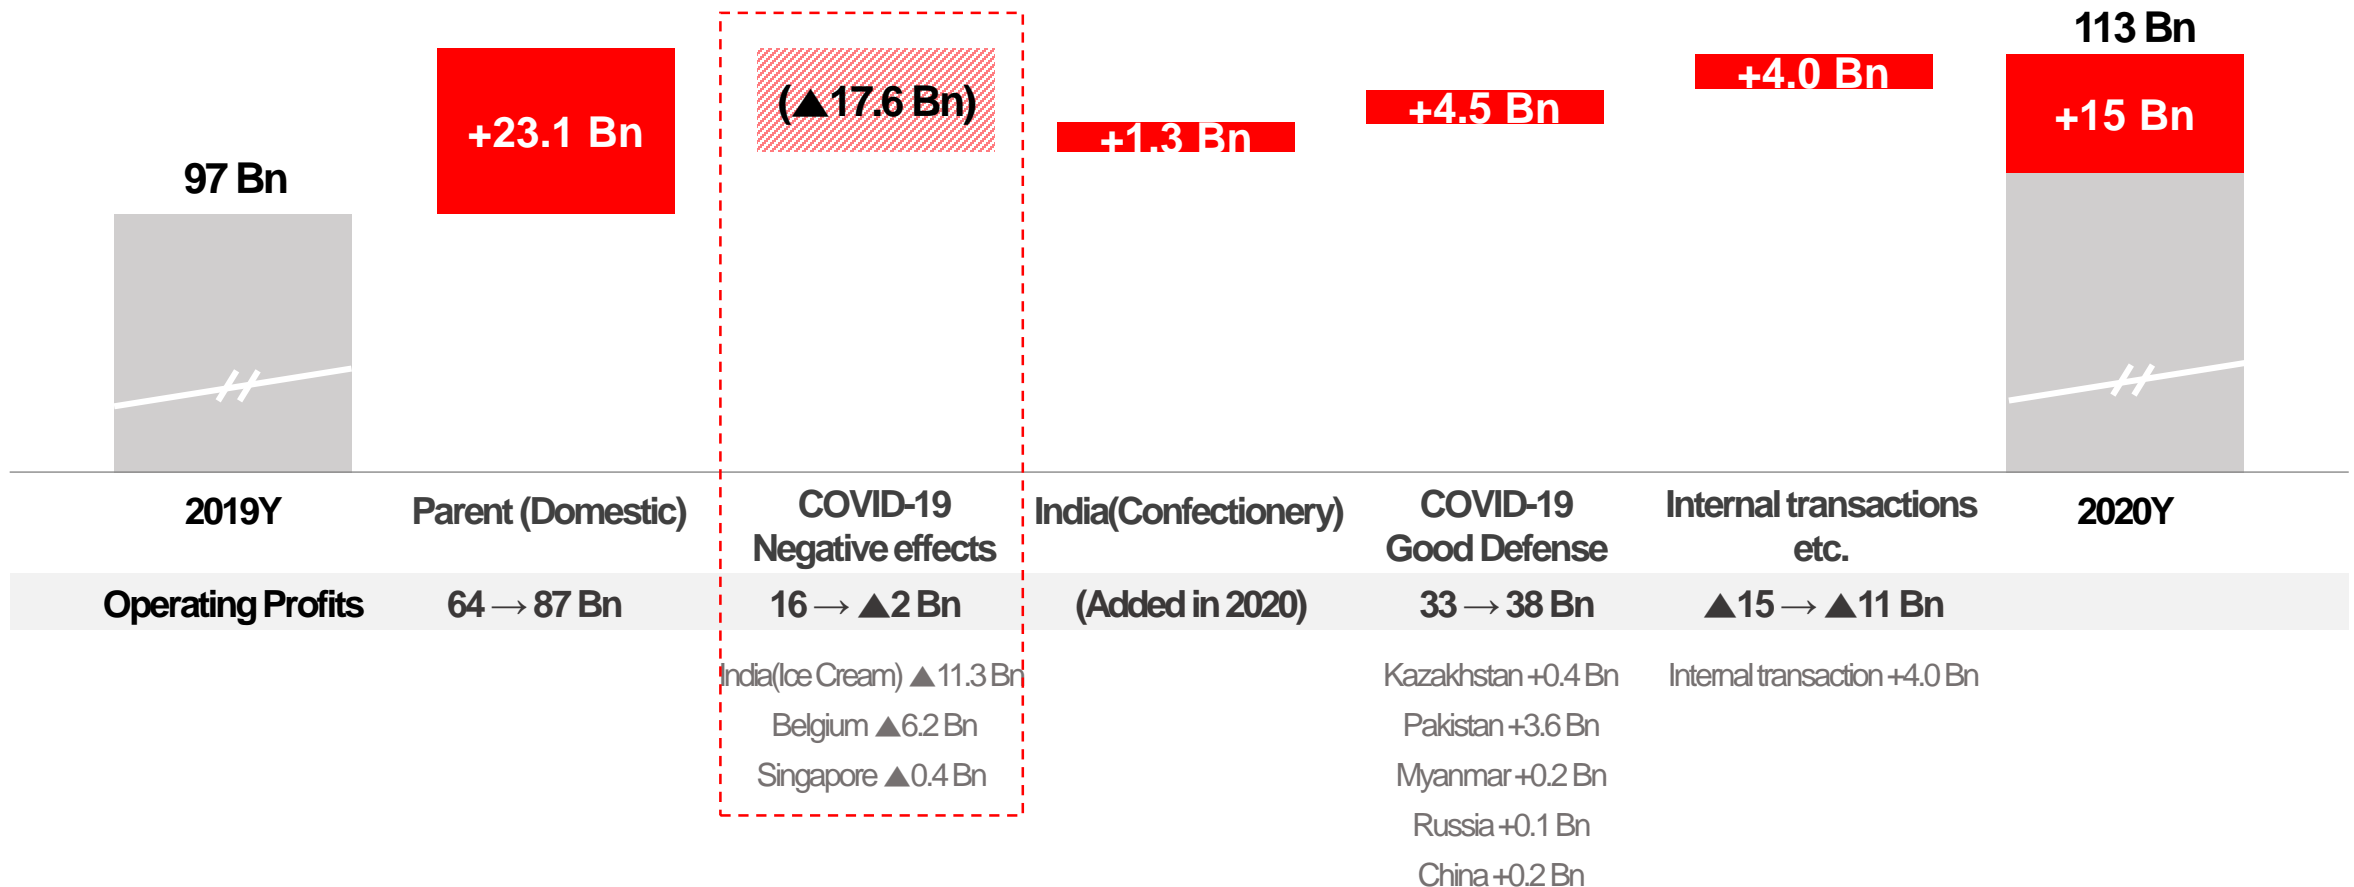 113 Bn
+4.0 Bn
+4.5 Bn
(▲17.6 Bn)
+23.1 Bn
+1.3 Bn
+15 Bn
97 Bn
2019Y
Parent (Domestic)
COVID-19
Negative effects
India(Confectionery)
COVID-19
Good Defense
Internal transactions
etc.
2020Y
Operating Profits
64 → 87 Bn
16 → ▲2 Bn
(Added in 2020)
33 → 38 Bn
▲15 → ▲11 Bn
India(Ice Cream) ▲11.3 Bn
Belgium ▲6.2 Bn
Singapore ▲0.4 Bn
Kazakhstan +0.4 Bn
Pakistan +3.6 Bn
Myanmar +0.2 Bn
Russia +0.1 Bn
China +0.2 Bn
Internal transaction +4.0 Bn